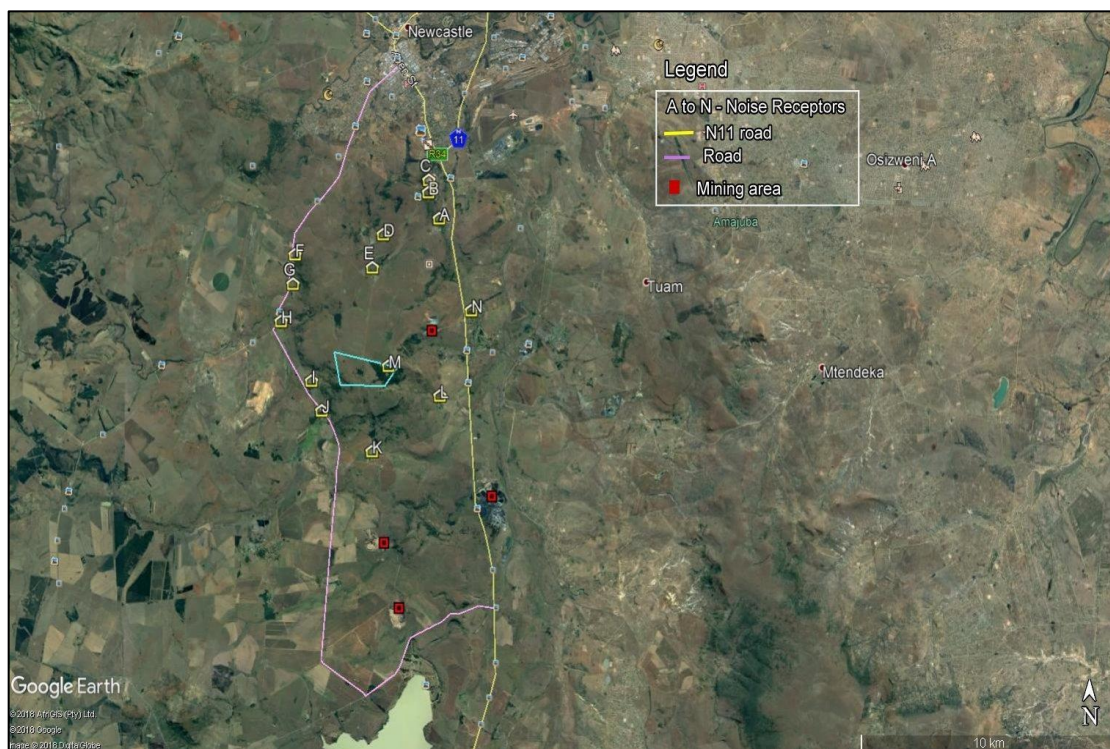 Newcastle
Legend
A to N - Noise Receptors
N11 road
Road
Mining area
11
R34
C
B
A
D
E
F
G
H
N
M
I
J
L
K
Osizweni A
Amajuba
Tuam
Mtendeka
Google Earth
©2018 AfriGIS (Pty) Ltd.
©2018 Google
Image © 2018 DigitalGlobe
10 km
N